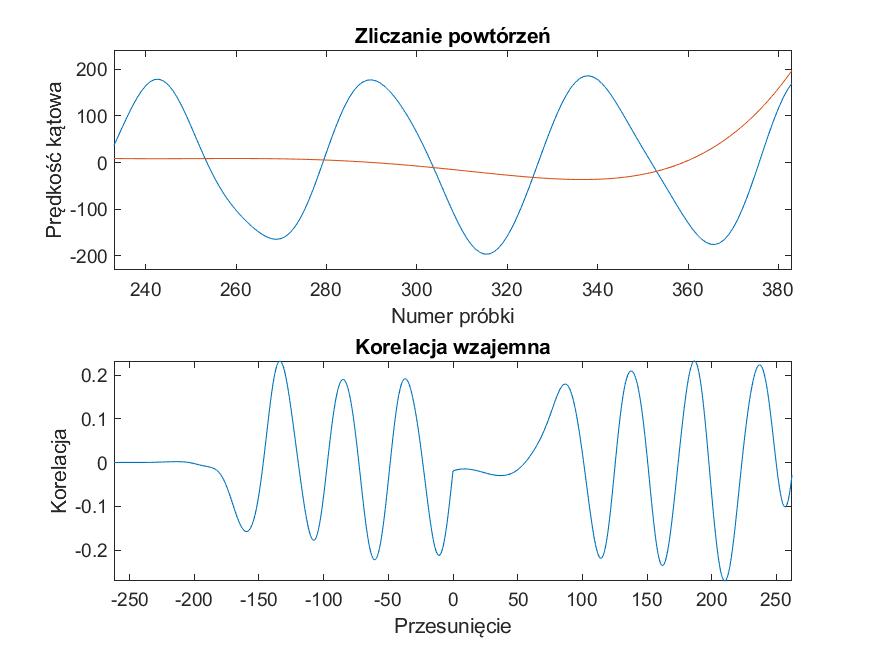 Zliczanie powtórzeń
200
100
0
-100
-200
Prędkość kątowa
240 260 280 300 320 340 360 380
Numer próbki
Korelacja wzajemna
0.2
0.1
0
-0.1
-0.2
Korelacja
-250 -200 -150 -100 -50 0 50 100 150 200 250
Przesunięcie